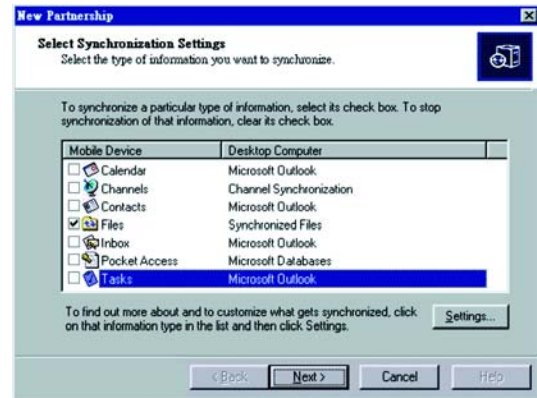 New Partnership
Select Synchronization Settings
Select the type of information you want to synchronize.
To synchronize a particular type of information, select its check box. To stop
synchronization of that information, clear its check box.
Mobile Device Desktop Computer
Calendar Microsoft Outlook
Channels Channel Synchronization
Contacts Microsoft Outlook
Files Synchronized Files
Inbox Microsoft Outlook
Pocket Access Microsoft Databases
Tasks Microsoft Outlook
To find out more about and to customize what gets synchronized, click
on that information type in the list and then click Settings.
Settings...
< Back Next > Cancel Help